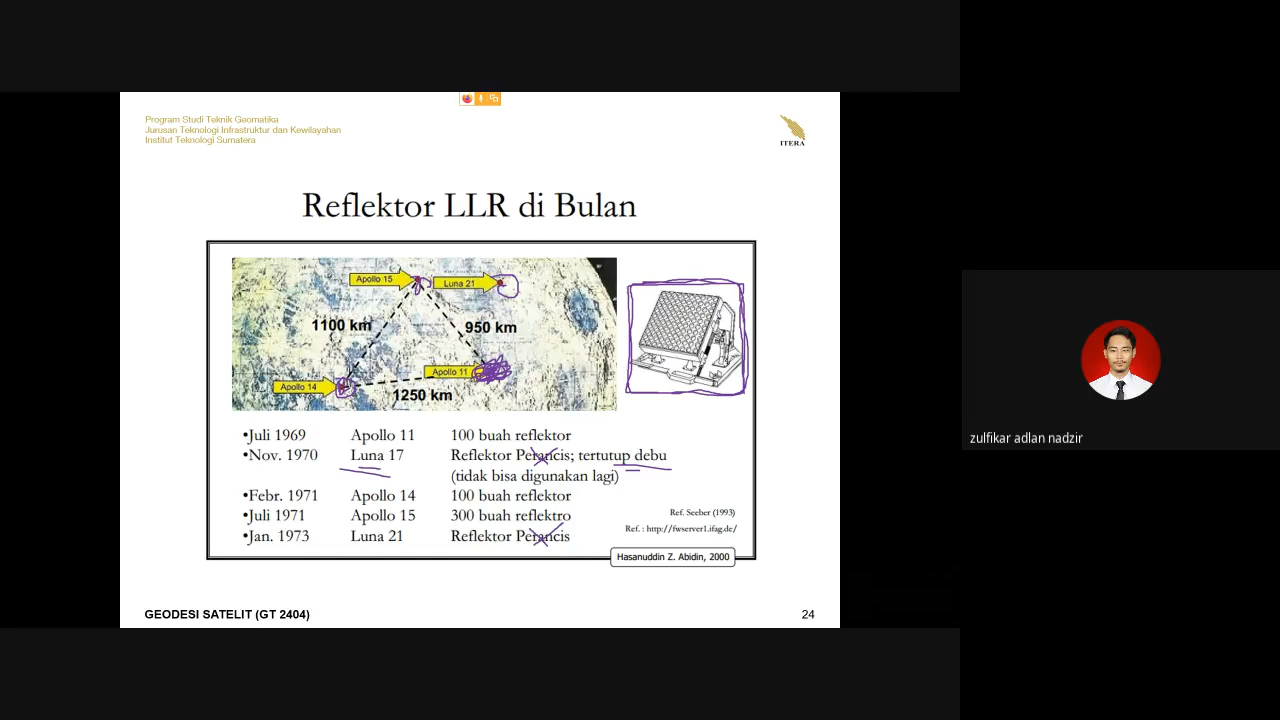 Program Studi Teknik Geomatika
Jurusan Teknologi Infrastruktur dan Kewilayahan
Institut Teknologi Sumatera
ITERA
Reflektor LLR di Bulan
Apollo 15
Luna 21
1100 km
950 km
Apollo 11
Apollo 14
1250 km
•Juli 1969 Apollo 11 100 buah reflektor
•Nov. 1970 Luna 17 Reflektor Perancis; tertutup debu
(tidak bisa digunakan lagi)
•Febr. 1971 Apollo 14 100 buah reflektor
•Juli 1971 Apollo 15 300 buah reflektro
•Jan. 1973 Luna 21 Reflektor Perancis
Ref. Seeber (1993)
Ref. : http://fwserver1.ifag.de/
Hasanuddin Z. Abidin, 2000
GEODESI SATELIT (GT 2404)
24
zulfikar adlan nadzir